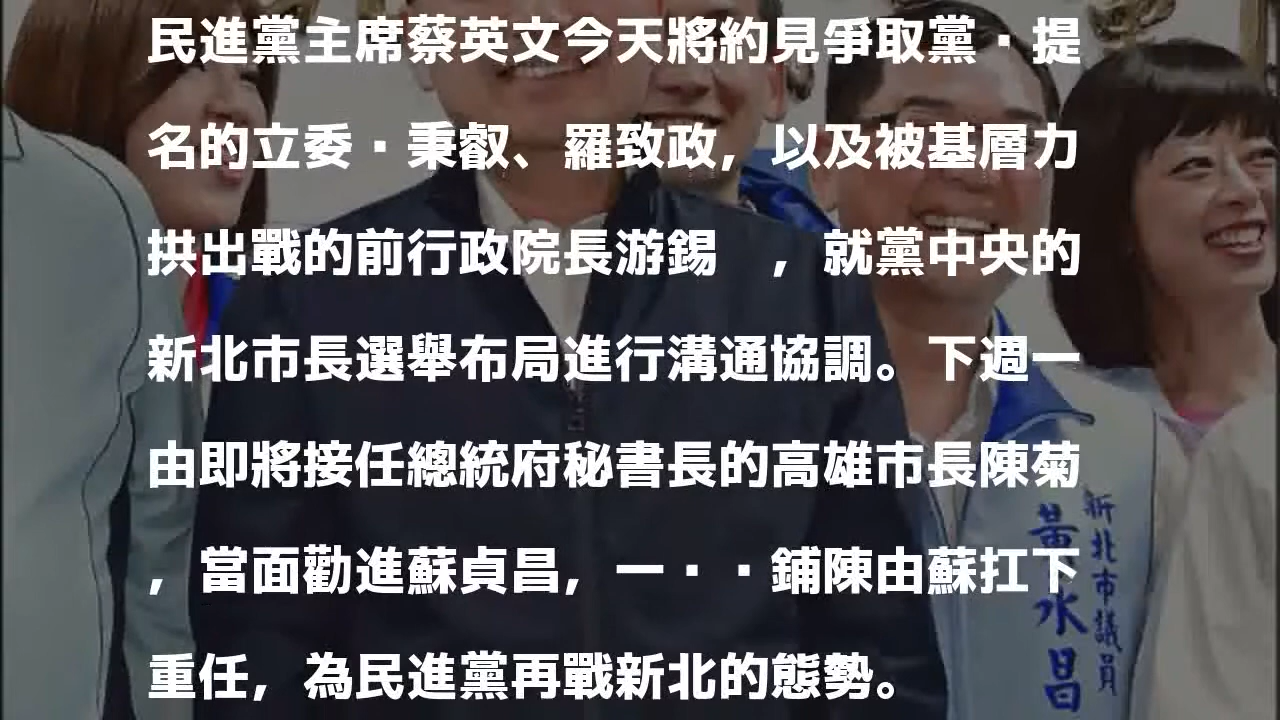 民進黨主席蔡英文今天將約見爭取黨·提
名的立委·秉叡、羅致政，以及被基層力
拱出戰的前行政院長游錫　，就黨中央的
新北市長選舉布局進行溝通協調。下週一
由即將接任總統府秘書長的高雄市長陳菊
，當面勸進蘇貞昌，一··鋪陳由蘇扛下
重任，為民進黨再戰新北的態勢。
新北市議員
黃永昌